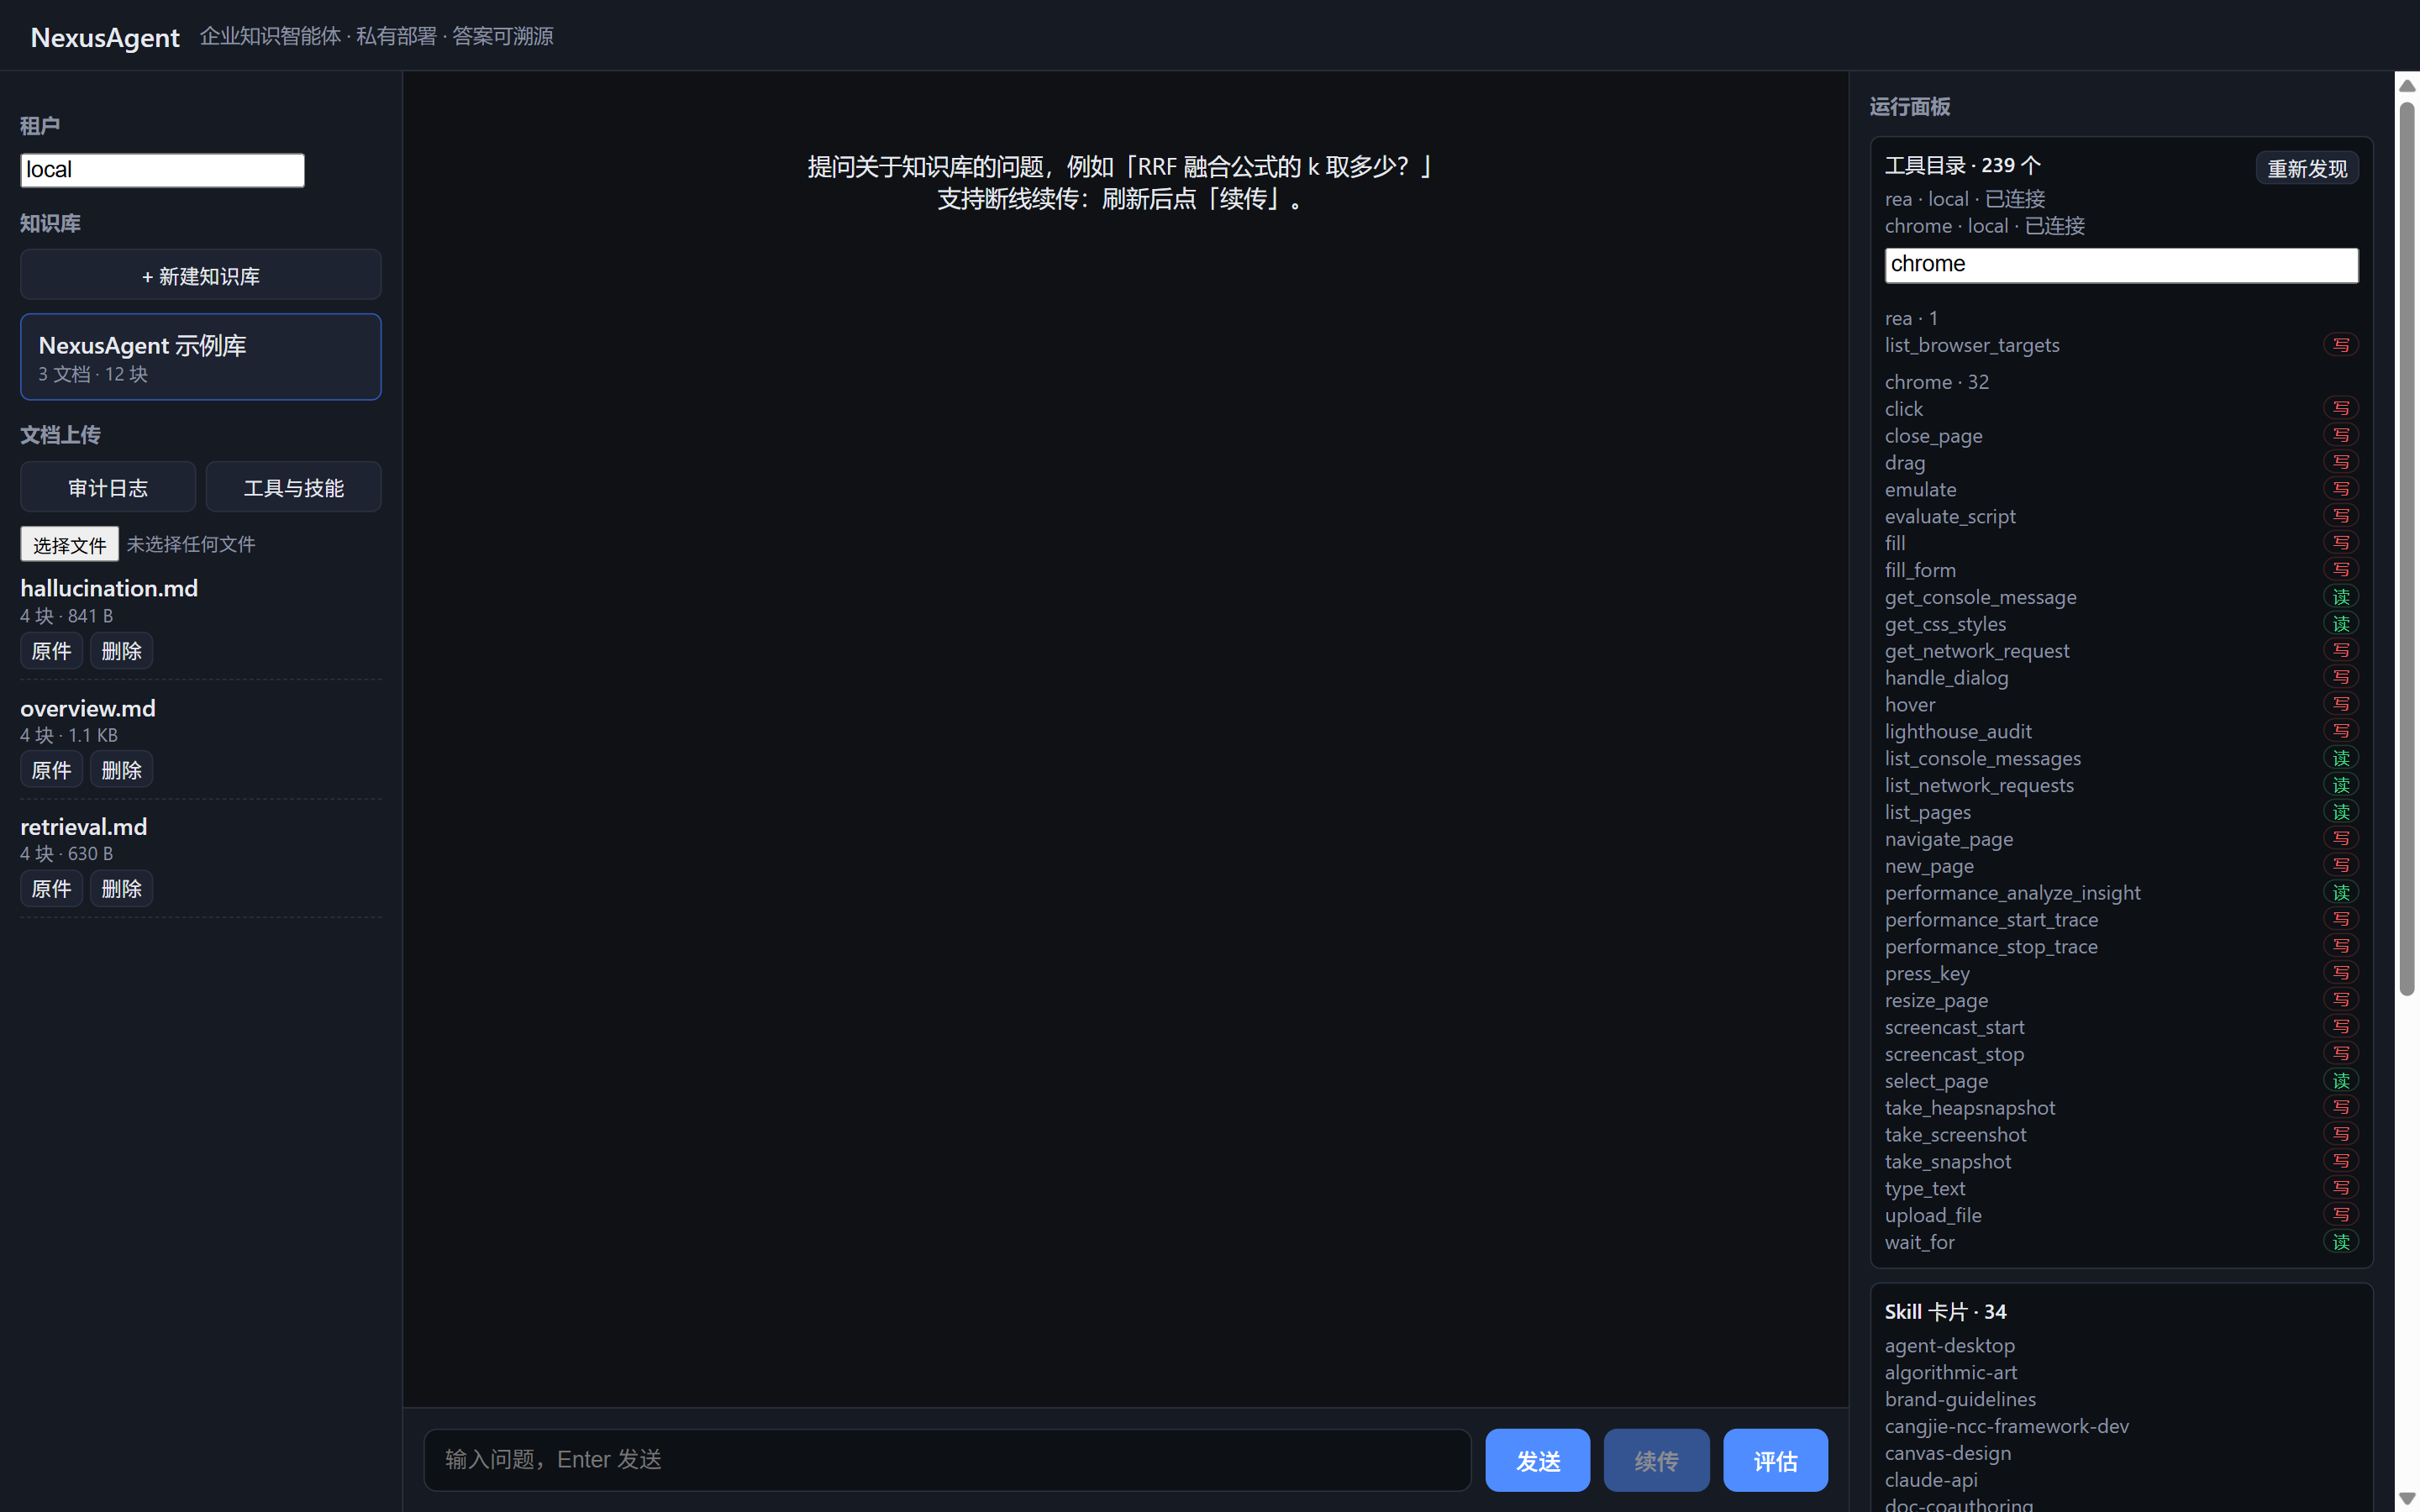 NexusAgent 企业知识智能体 · 私有部署 · 答案可溯源
租户
local
知识库
+ 新建知识库
NexusAgent 示例库
3 文档 · 12 块
文档上传
审计日志 工具与技能
选择文件 未选择任何文件
hallucination.md
4 块 · 841 B
原件 删除
overview.md
4 块 · 1.1 KB
原件 删除
retrieval.md
4 块 · 630 B
原件 删除
提问关于知识库的问题，例如「RRF 融合公式的 k 取多少？」
支持断线续传：刷新后点「续传」。
输入问题，Enter 发送 发送 续传 评估
运行面板
工具目录 · 239 个 重新发现
rea · local · 已连接
chrome · local · 已连接
chrome
rea · 1
list_browser_targets 写
chrome · 32
click 写
close_page 写
drag 写
emulate 写
evaluate_script 写
fill 写
fill_form 写
get_console_message 读
get_css_styles 读
get_network_request 写
handle_dialog 写
hover 写
lighthouse_audit 写
list_console_messages 读
list_network_requests 读
list_pages 读
navigate_page 写
new_page 写
performance_analyze_insight 读
performance_start_trace 写
performance_stop_trace 写
press_key 写
resize_page 写
screencast_start 写
screencast_stop 写
select_page 读
take_heapsnapshot 写
take_screenshot 写
take_snapshot 写
type_text 写
upload_file 写
wait_for 读
Skill 卡片 · 34
agent-desktop
algorithmic-art
brand-guidelines
cangjie-ncc-framework-dev
canvas-design
claude-api
doc-coauthoring